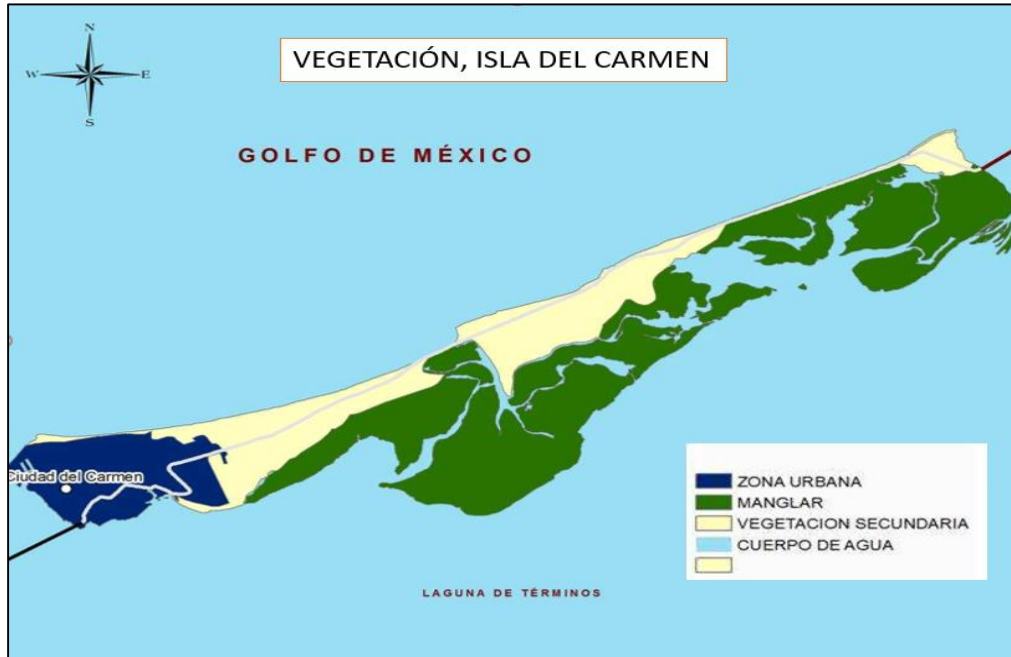 N
W
E
S
VEGETACIÓN, ISLA DEL CARMEN
GOLFO DE MÉXICO
Ciudad del Carmen
ZONA URBANA
MANGLAR
VEGETACION SECUNDARIA
CUERPO DE AGUA
LAGUNA DE TÉRMINOS